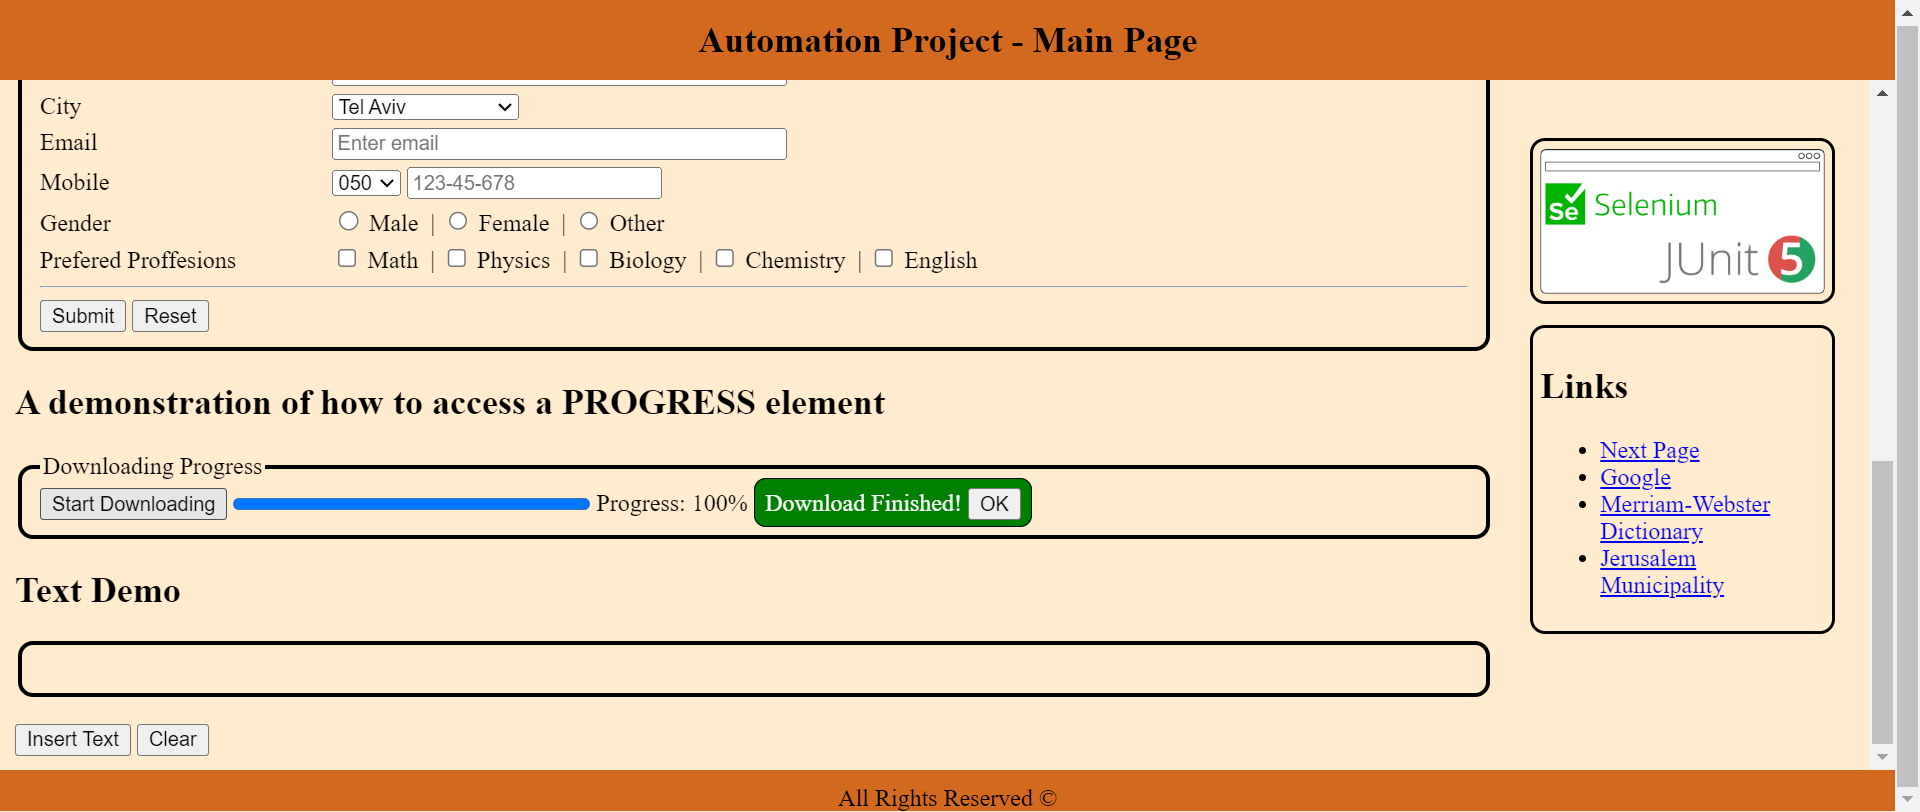 Automation Project - Main Page
City Tel Aviv
Email Enter email
Mobile 050 123-45-678
Gender Male | Female | Other
Prefered Proffesions Math | Physics | Biology | Chemistry | English
Submit Reset
A demonstration of how to access a PROGRESS element
Downloading Progress
Start Downloading Progress: 100% Download Finished! OK
Text Demo
Insert Text Clear
Se Selenium
JUnit 5
Links
Next Page
Google
Merriam-Webster
Dictionary
Jerusalem
Municipality
All Rights Reserved ©